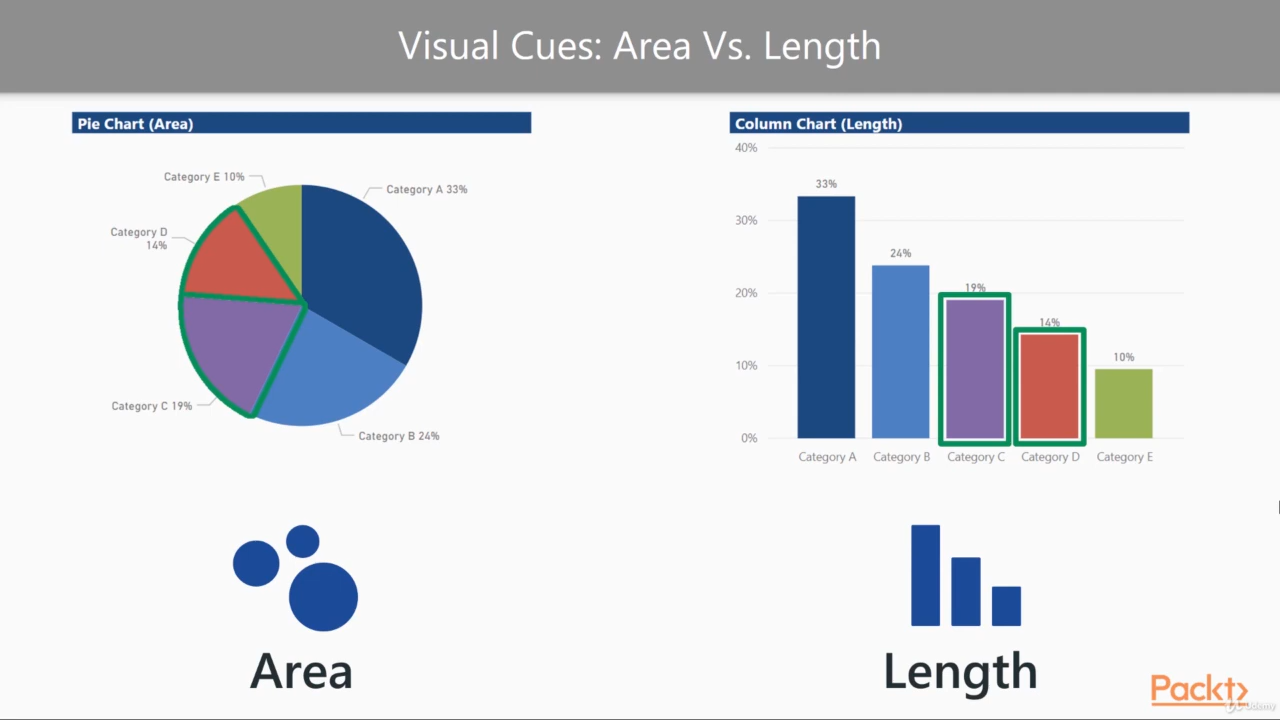 Visual Cues: Area Vs. Length
Pie Chart (Area)
Category E 10%
Category A 33%
Category D
14%
Category C 19%
Category B 24%
Column Chart (Length)
40%
30%
20%
10%
0%
33%
24%
19%
14%
10%
Category A
Category B
Category C
Category D
Category E
Area
Length
Packt
Udemy